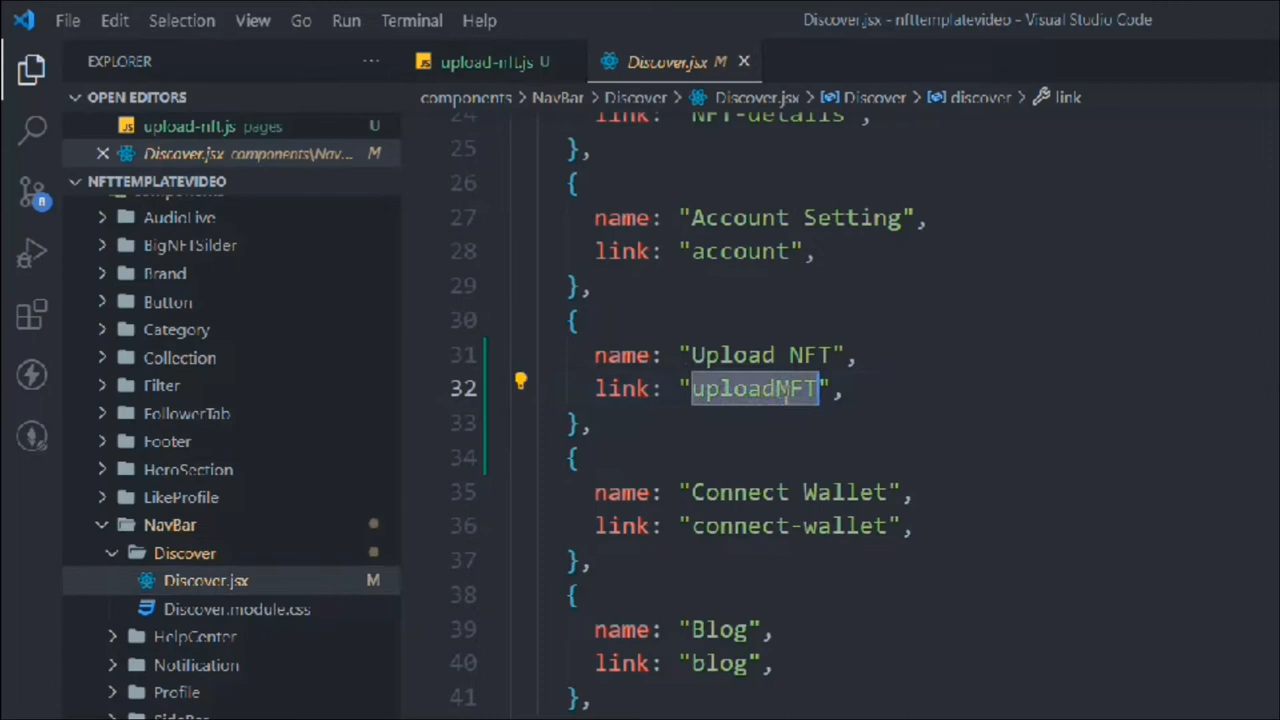 File Edit Selection View Go Run Terminal Help
Discover.jsx - nfttemplatevideo - Visual Studio Code
EXPLORER
OPEN EDITORS
upload-nft.js pages U
Discover.jsx components\Nav... M
NFTTEMPLATEVIDEO
components
AudioLive
BigNFTSilder
Brand
Button
Category
Collection
Filter
FollowerTab
Footer
HeroSection
LikeProfile
NavBar
Discover
Discover.jsx M
Discover.module.css
HelpCenter
Notification
Profile
SideBar
8
upload-nft.js U
Discover.jsx M
components > NavBar > Discover > Discover.jsx > Discover > discover > link
24 link: "NFT-details",
25 },
26 {
27 name: "Account Setting",
28 link: "account",
29 },
30 {
31 name: "Upload NFT",
32 link: "uploadNFT",
33 },
34 {
35 name: "Connect Wallet",
36 link: "connect-wallet",
37 },
38 {
39 name: "Blog",
40 link: "blog",
41 },